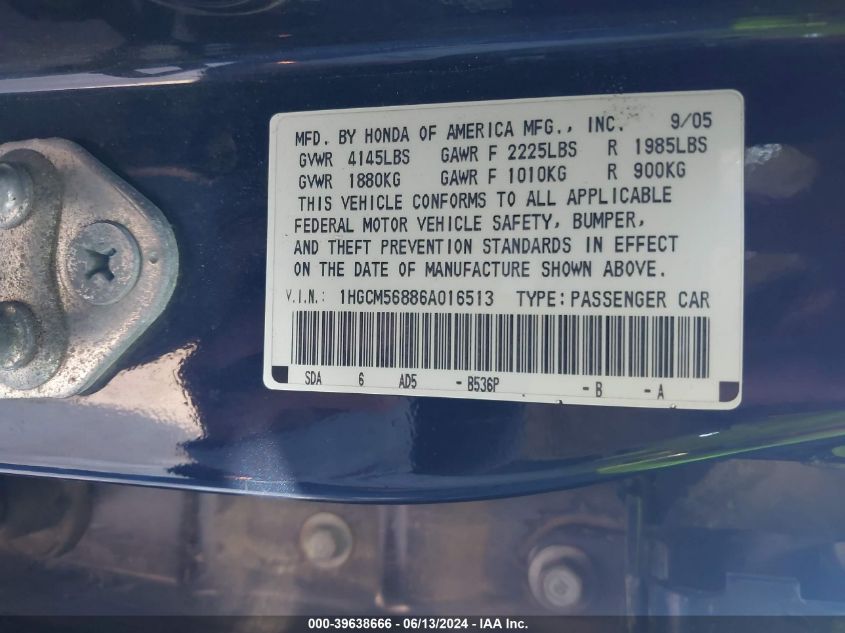 MFD. BY HONDA OF AMERICA MFG., INC. 9/05
GVWR 4145LBS GAWR F 2225LBS R 1985LBS
GVWR 1880KG GAWR F 1010KG R 900KG
THIS VEHICLE CONFORMS TO ALL APPLICABLE
FEDERAL MOTOR VEHICLE SAFETY, BUMPER,
AND THEFT PREVENTION STANDARDS IN EFFECT
ON THE DATE OF MANUFACTURE SHOWN ABOVE.
V.I.N.: 1HGCM56886A016513 TYPE:PASSENGER CAR
SDA 6 AD5 -B536P -B -A
000-39638666 - 06/13/2024 - IAA Inc.